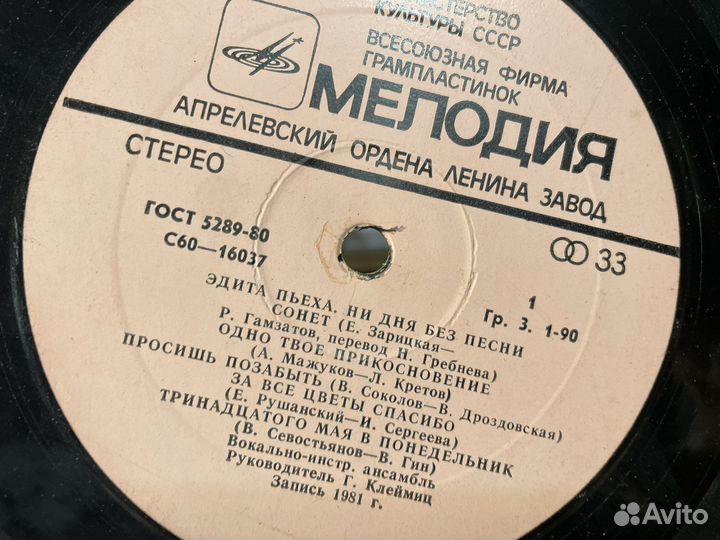 КУЛЬТУРЫ СССР
ВСЕСОЮЗНАЯ ФИРМА
ГРАМПЛАСТИНОК
МЕЛОДИЯ
АПРЕЛЕВСКИЙ ОРДЕНА ЛЕНИНА ЗАВОД
СТЕРЕО
ГОСТ 5289-80
С60—16037
33
1
Гр. 3. 1-90
ЭДИТА ПЬЕХА. НИ ДНЯ БЕЗ ПЕСНИ
СОНЕТ (Е. Зарицкая—
Р. Гамзатов, перевод Н. Гребнева)
ОДНО ТВОЕ ПРИКОСНОВЕНИЕ
(А. Мажуков—Л. Кретов)
ПРОСИШЬ ПОЗАБЫТЬ (В. Соколов—В. Дроздовская)
ЗА ВСЕ ЦВЕТЫ СПАСИБО
(Е. Рушанский—И. Сергеева)
ТРИНАДЦАТОГО МАЯ В ПОНЕДЕЛЬНИК
(В. Севостьянов—В. Гин)
Вокально-инстр. ансамбль
Руководитель Г. Клеймиц
Запись 1981 г.
Avito